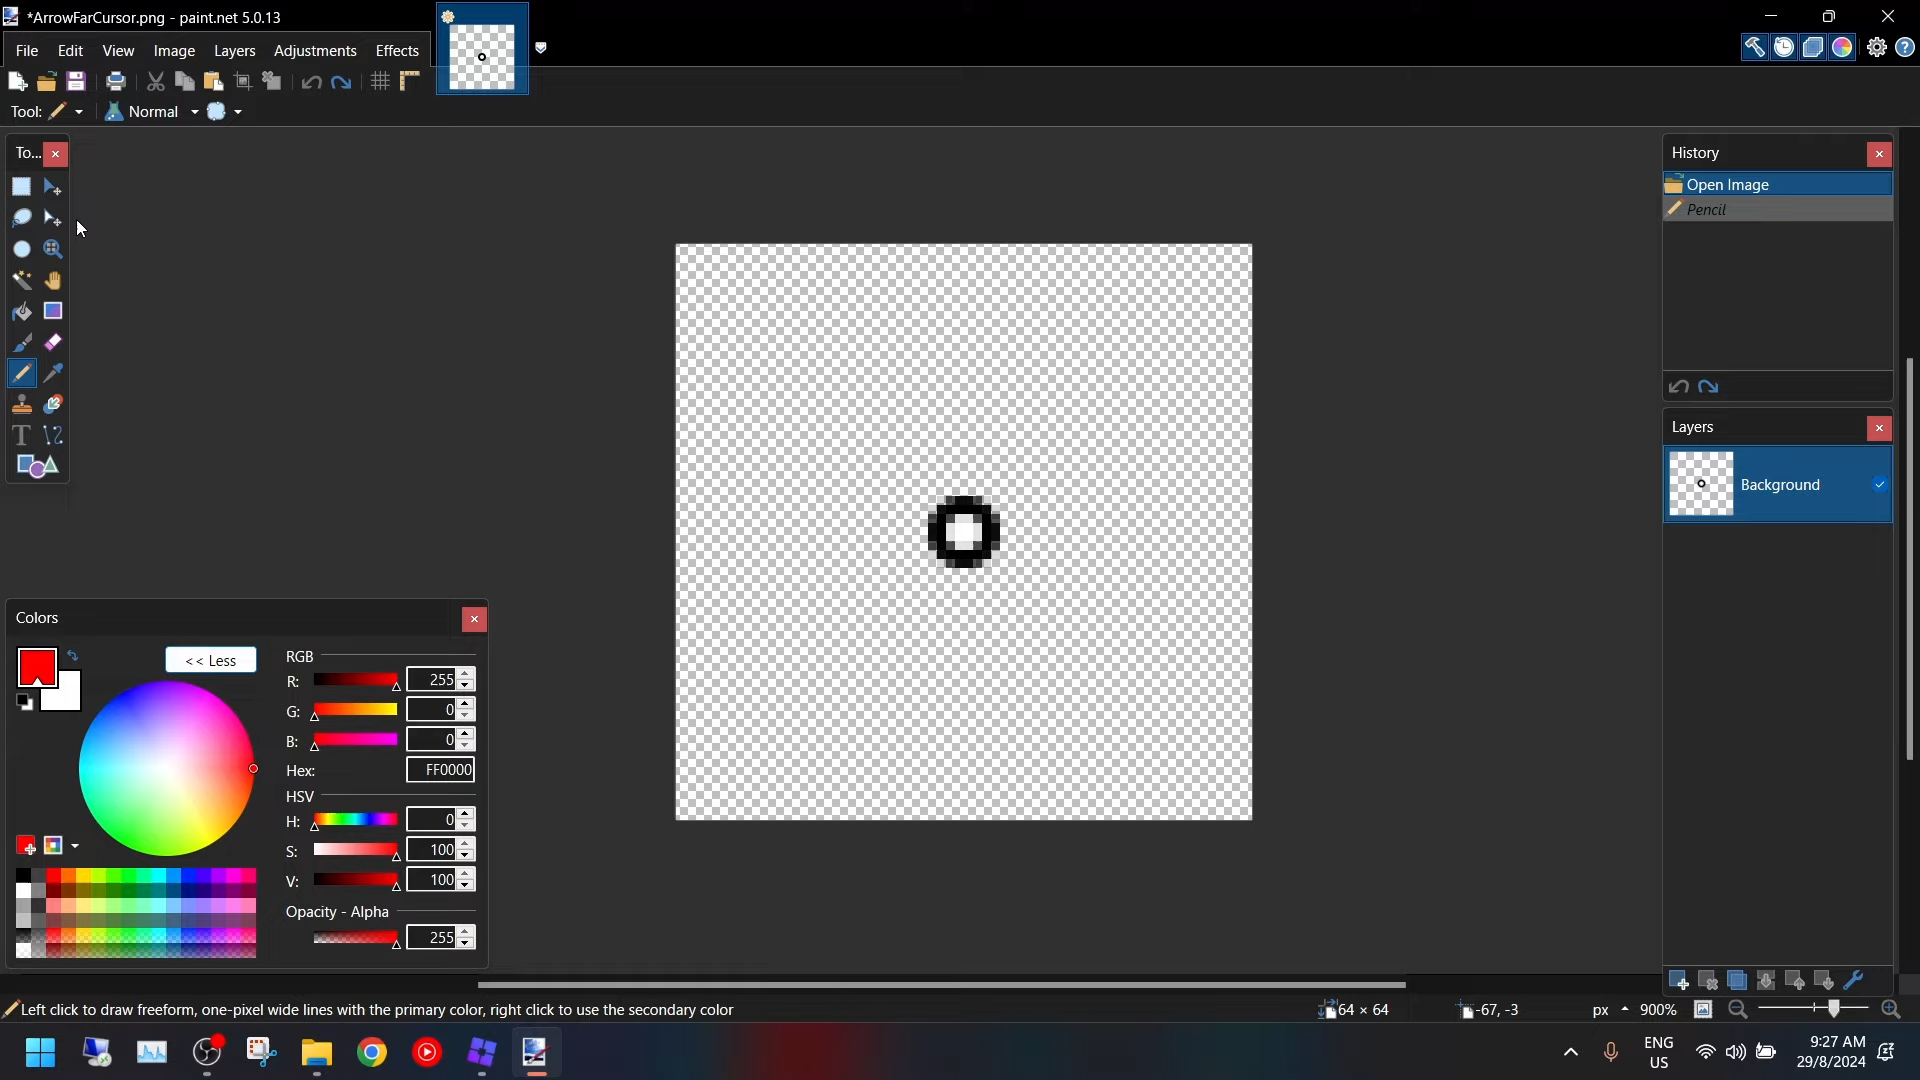 *ArrowFarCursor.png - paint.net 5.0.13
File Edit View Image Layers Adjustments Effects
Tool: Normal
To...
History
Open Image
Pencil
Layers
Background
Colors
<< Less
RGB
R: 255
G: 0
B: 0
Hex: FF0000
HSV
H: 0
S: 100
V: 100
Opacity - Alpha
255
Left click to draw freeform, one-pixel wide lines with the primary color, right click to use the secondary color
64 × 64
-67, -3
px
900%
ENG
US
9:27 AM
29/8/2024